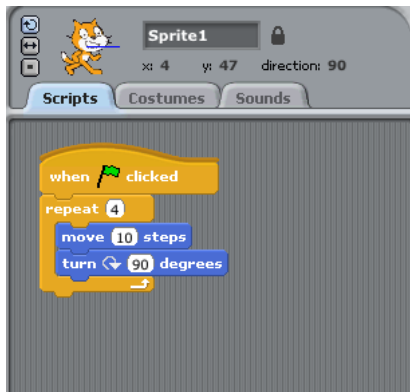 Sprite1
x: 4 y: 47 direction: 90
Scripts Costumes Sounds
when clicked
repeat 4
move 10 steps
turn 90 degrees